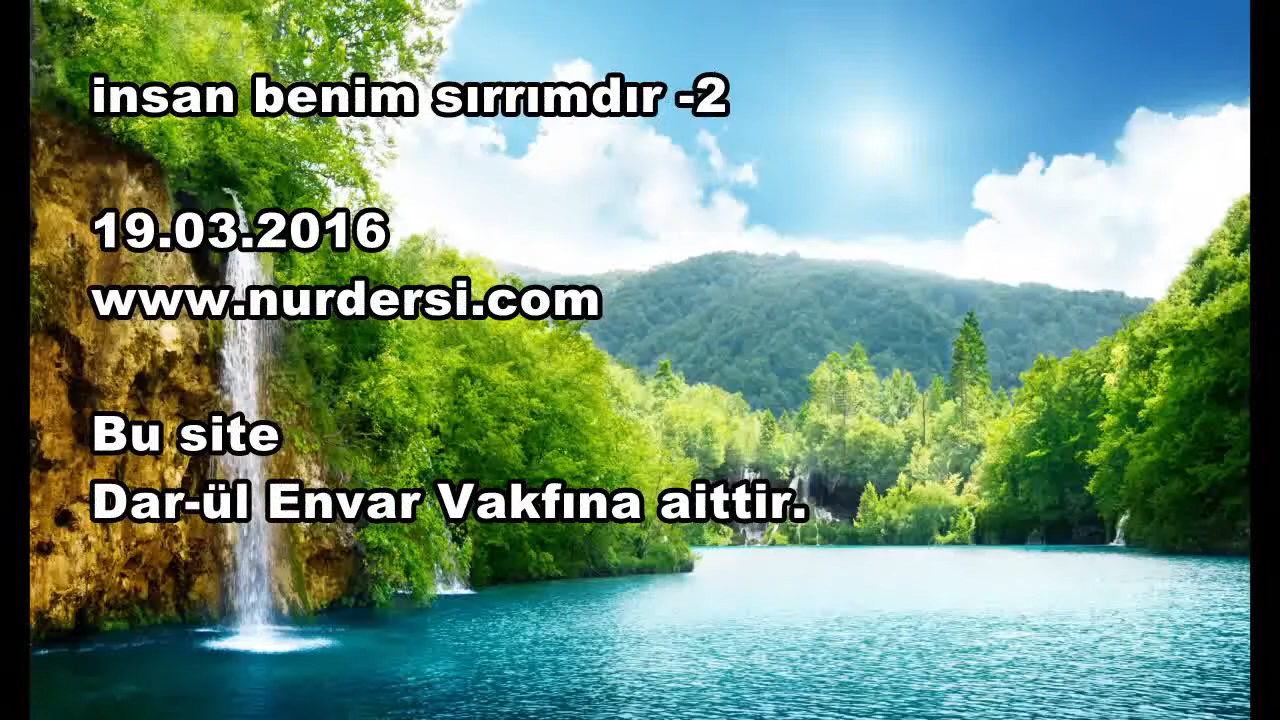 insan benim sırrımdır -2
19.03.2016
www.nurdersi.com
Bu site
Dar-ül Envar Vakfına aittir.